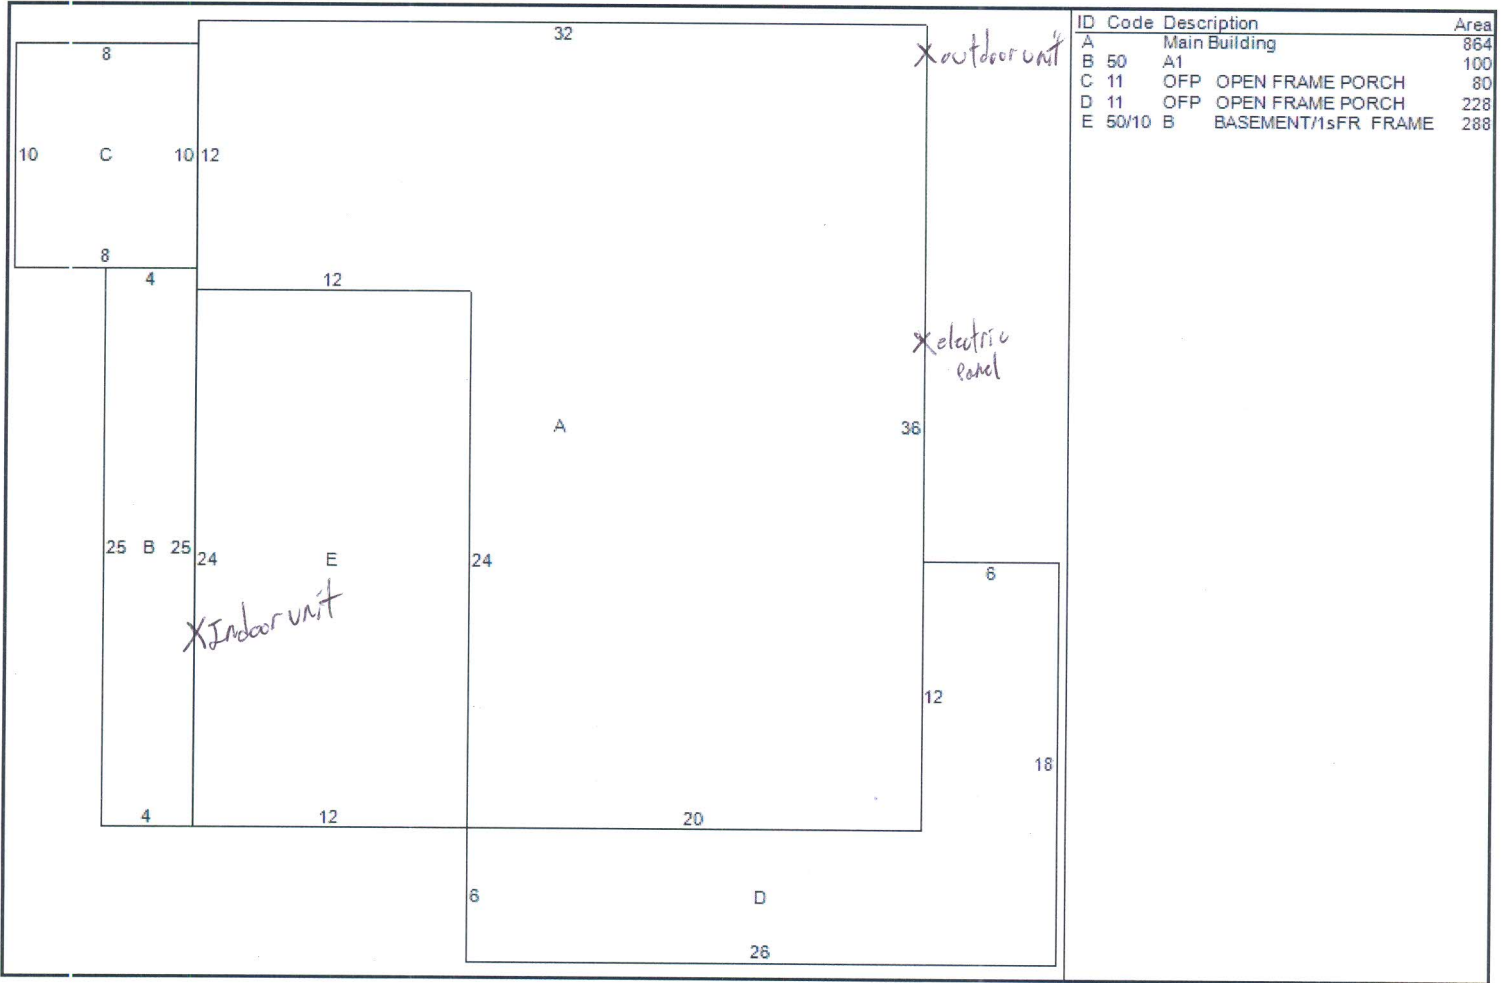 ID Code Description Area
A Main Building 864
B 50 A1 100
C 11 OFP OPEN FRAME PORCH 80
D 11 OFP OPEN FRAME PORCH 228
E 50/10 B BASEMENT/1sFR FRAME 288
32
X outdoor unit
8
10 C 10 12
8
4
12
X electric
panel
A
36
25 B 25 24
E
24
6
X Indoor unit
12
18
4
12
20
6
D
26